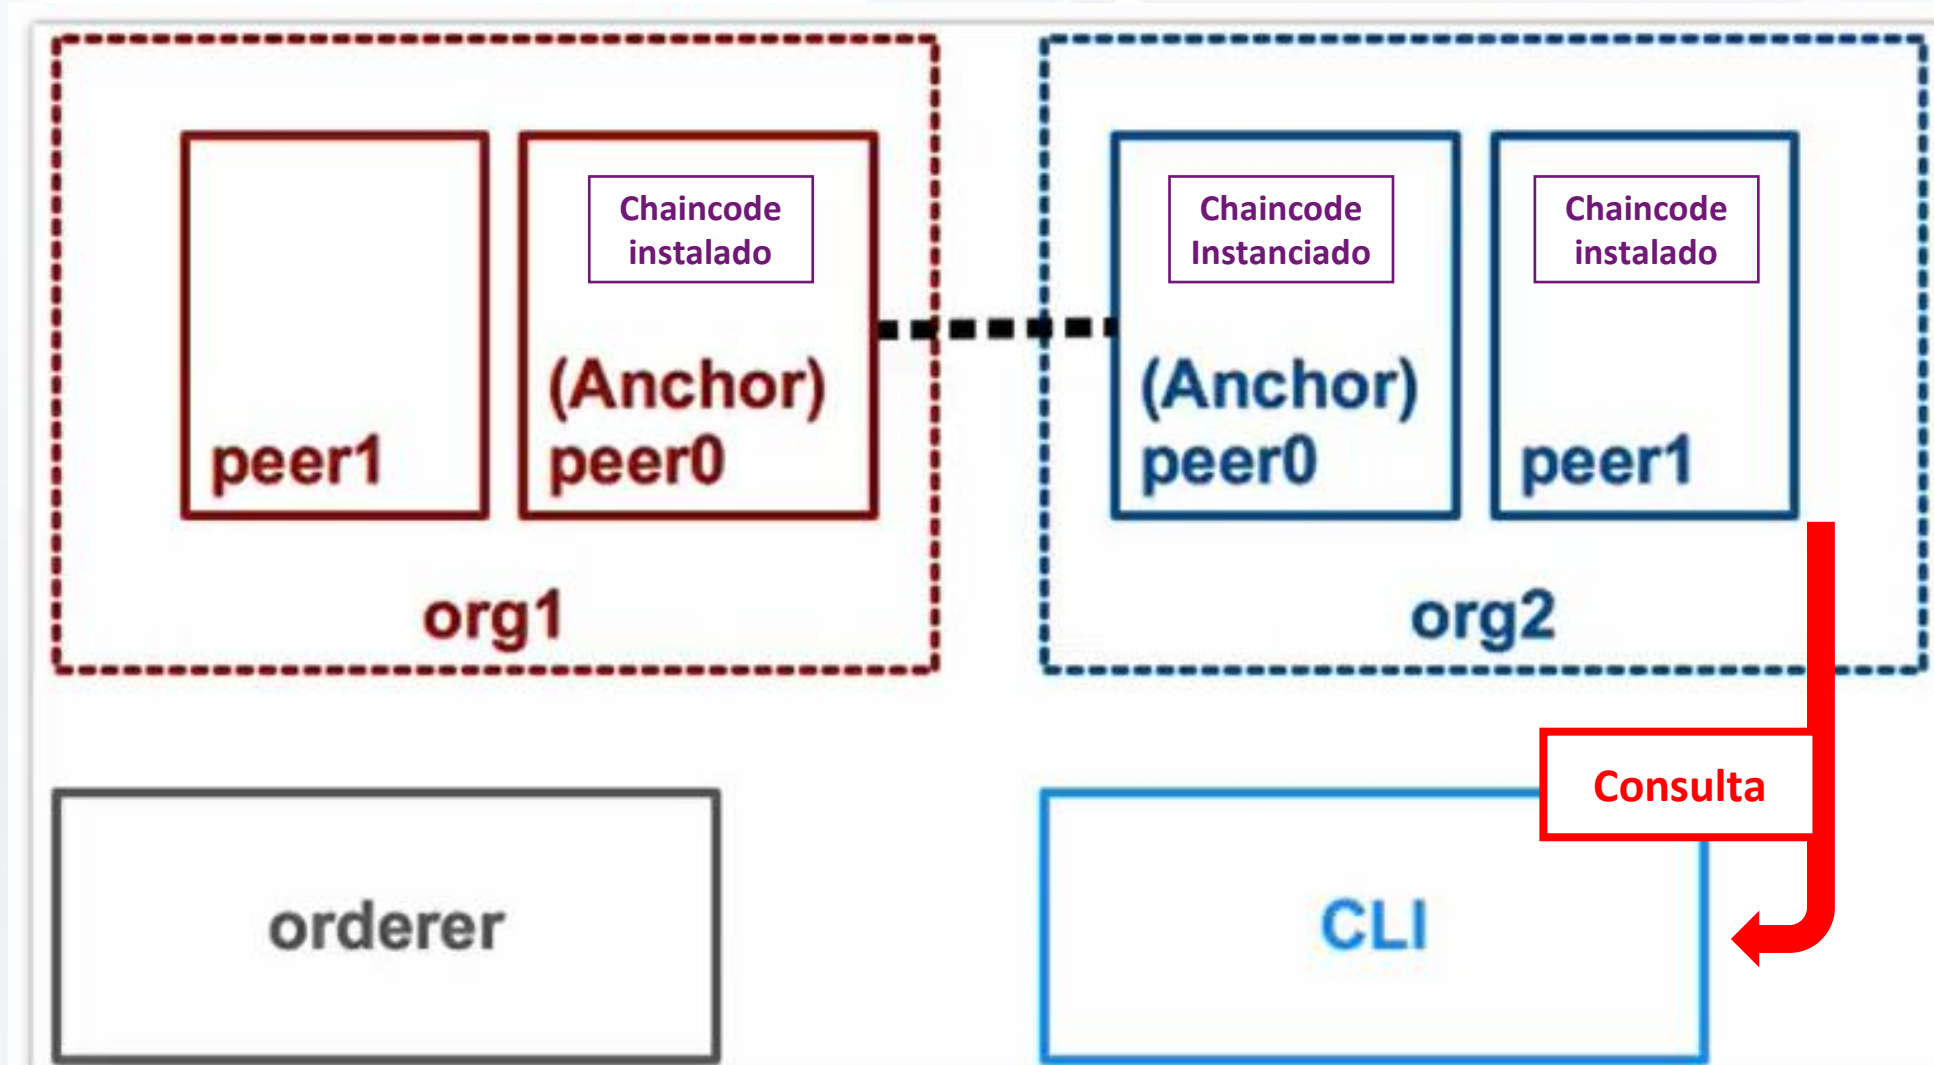 Chaincode
instalado
(Anchor)
peer1
peer0
org1
Chaincode
Instanciado
Chaincode
instalado
(Anchor)
peer0
peer1
org2
Consulta
orderer
CLI